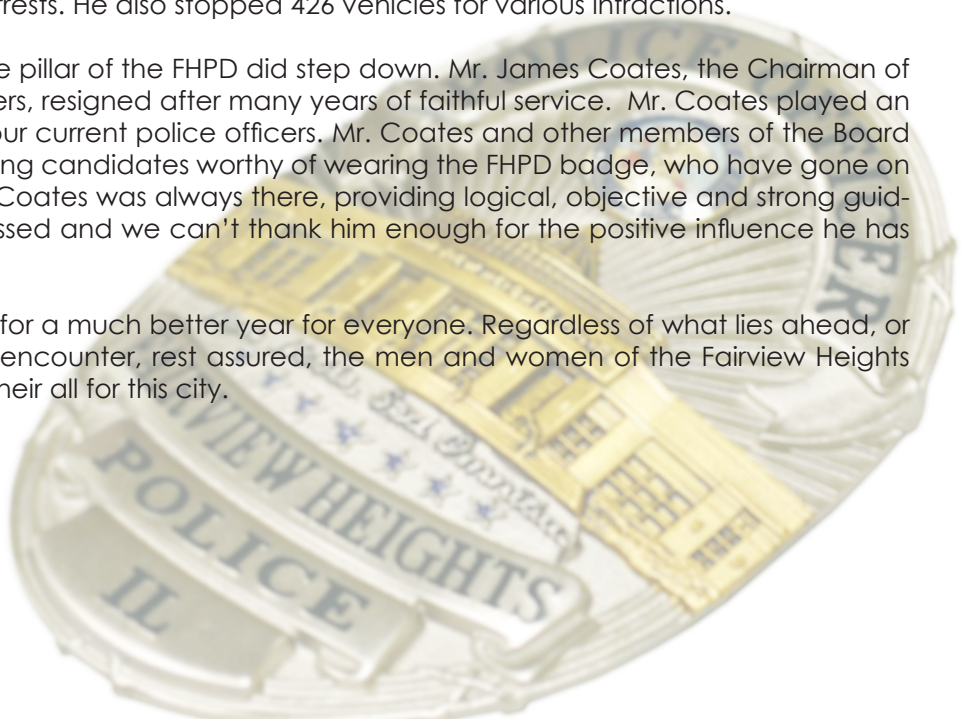 rests. He also stopped 426 vehicles for various infractions.
e pillar of the FHPD did step down. Mr. James Coates, the Chairman of
ers, resigned after many years of faithful service.  Mr. Coates played an
our current police officers. Mr. Coates and other members of the Board
ng candidates worthy of wearing the FHPD badge, who have gone on
Coates was always there, providing logical, objective and strong guid-
ssed and we can’t thank him enough for the positive influence he has
for a much better year for everyone. Regardless of what lies ahead, or
encounter, rest assured, the men and women of the Fairview Heights
heir all for this city.
POLICE OFFICER
RVIEW HEIGHTS
POLICE
IL